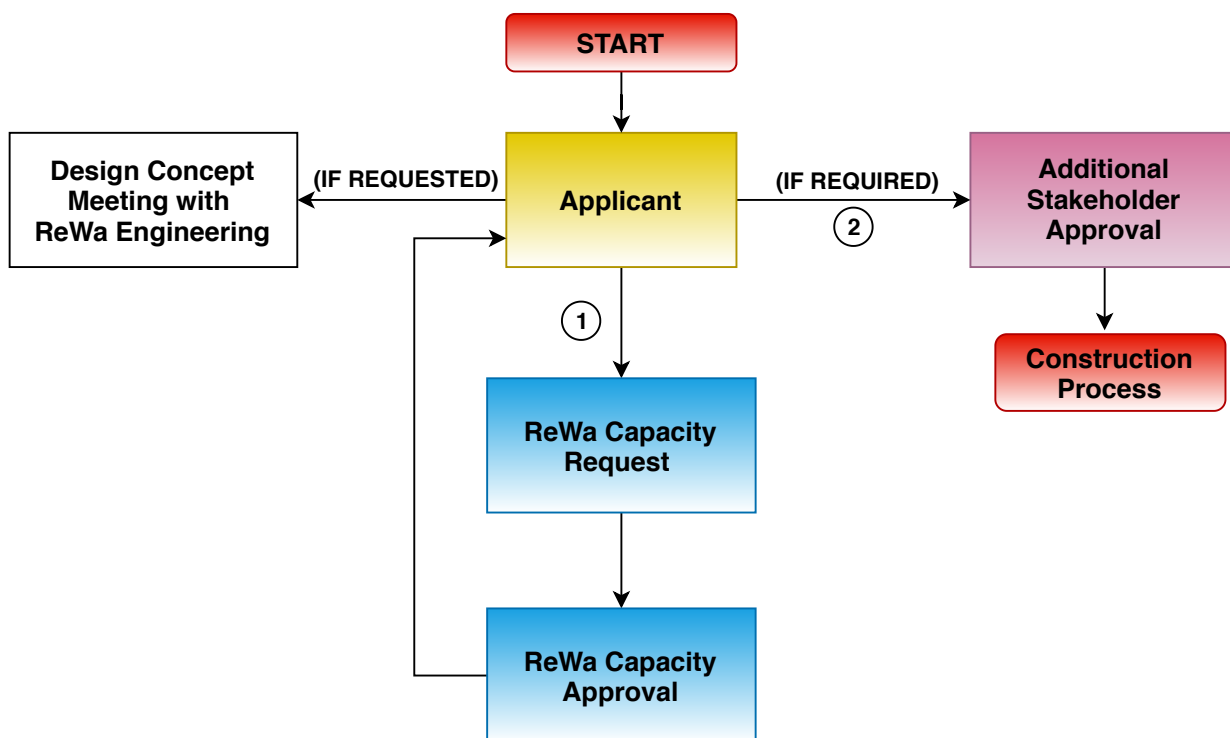 START
Design Concept
Meeting with
ReWa Engineering
(IF REQUESTED)
Applicant
(IF REQUIRED)
2
Additional
Stakeholder
Approval
1
Construction
Process
ReWa Capacity
Request
ReWa Capacity
Approval